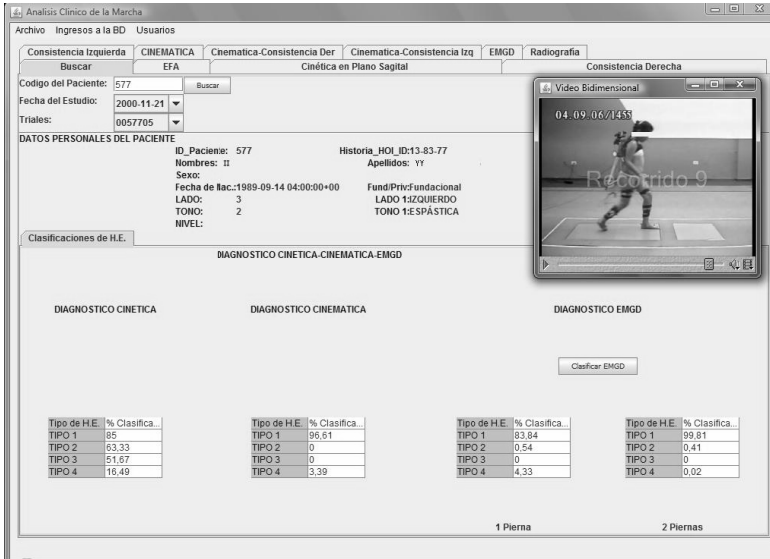 Analisis Clinico de la Marcha
Archivo Ingresos a la BD Usuarios
Consistencia Izquierda CINEMATICA Cinematica-Consistencia Der Cinematica-Consistencia Izq EMGD Radiografia
Buscar EFA Cinética en Plano Sagital Consistencia Derecha
Codigo del Paciente: 577 Buscar
Fecha del Estudio: 2000-11-21
Triales: 0057705
Video Bidimensional
04.09.06/1455
Recorrido 9
DATOS PERSONALES DEL PACIENTE
ID_Paciente: 577 Historia_HOI_ID:13-83-77
Nombres: II Apellidos: YY
Sexo:
Fecha de Nac.:1989-09-14 04:00:00+00 Fund/Priv:Fundacional
LADO: 3 LADO 1:IZQUIERDO
TONO: 2 TONO 1:ESPÁSTICA
NIVEL:
Clasificaciones de H.E.
DIAGNOSTICO CINETICA-CINEMATICA-EMGD
DIAGNOSTICO CINETICA DIAGNOSTICO CINEMATICA DIAGNOSTICO EMGD
Clasificar EMGD
Tipo de H.E. % Clasifica... Tipo de H.E. % Clasifica... Tipo de H.E. % Clasifica... Tipo de H.E. % Clasifica...
TIPO 1 85 TIPO 1 96,61 TIPO 1 83,84 TIPO 1 99,81
TIPO 2 63,33 TIPO 2 0 TIPO 2 0,54 TIPO 2 0,41
TIPO 3 51,67 TIPO 3 0 TIPO 3 0 TIPO 3 0
TIPO 4 16,49 TIPO 4 3,39 TIPO 4 4,33 TIPO 4 0,02
1 Pierna 2 Piernas